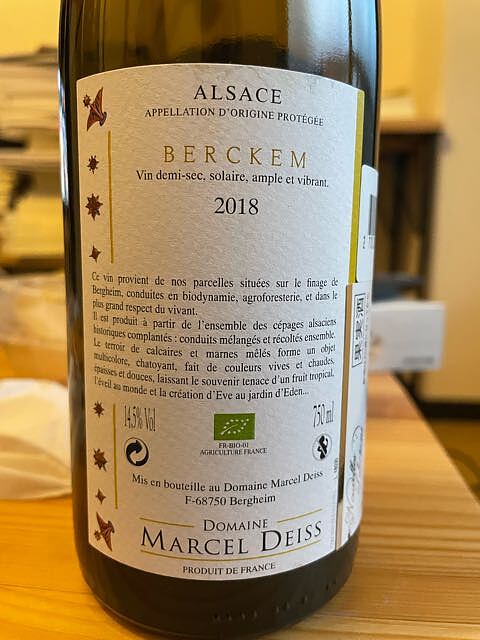 ALSACE
APPELLATION D'ORIGINE PROTÉGÉE
BERCKEM
Vin demi-sec, solaire, ample et vibrant.
2018
Ce vin provient de nos parcelles situées sur le finage de
Bergheim, conduites en biodynamie, agroforesterie, et dans le
plus grand respect du vivant.
Il est produit à partir de l'ensemble des cépages alsaciens
historiques complantés : conduits mélangés et récoltés ensemble.
Le terroir de calcaires et marnes mêlés forme un objet
multicolore, chatoyant, fait de couleurs vives et chaudes,
épaisses et douces, laissant le souvenir tenace d'un fruit tropical,
l'éveil au monde et la création d'Eve au jardin d'Eden...
14.5% Vol
750 ml
FR-BIO-01
AGRICULTURE FRANCE
Mis en bouteille au Domaine Marcel Deiss
F-68750 Bergheim
DOMAINE
MARCEL DEISS
PRODUIT DE FRANCE